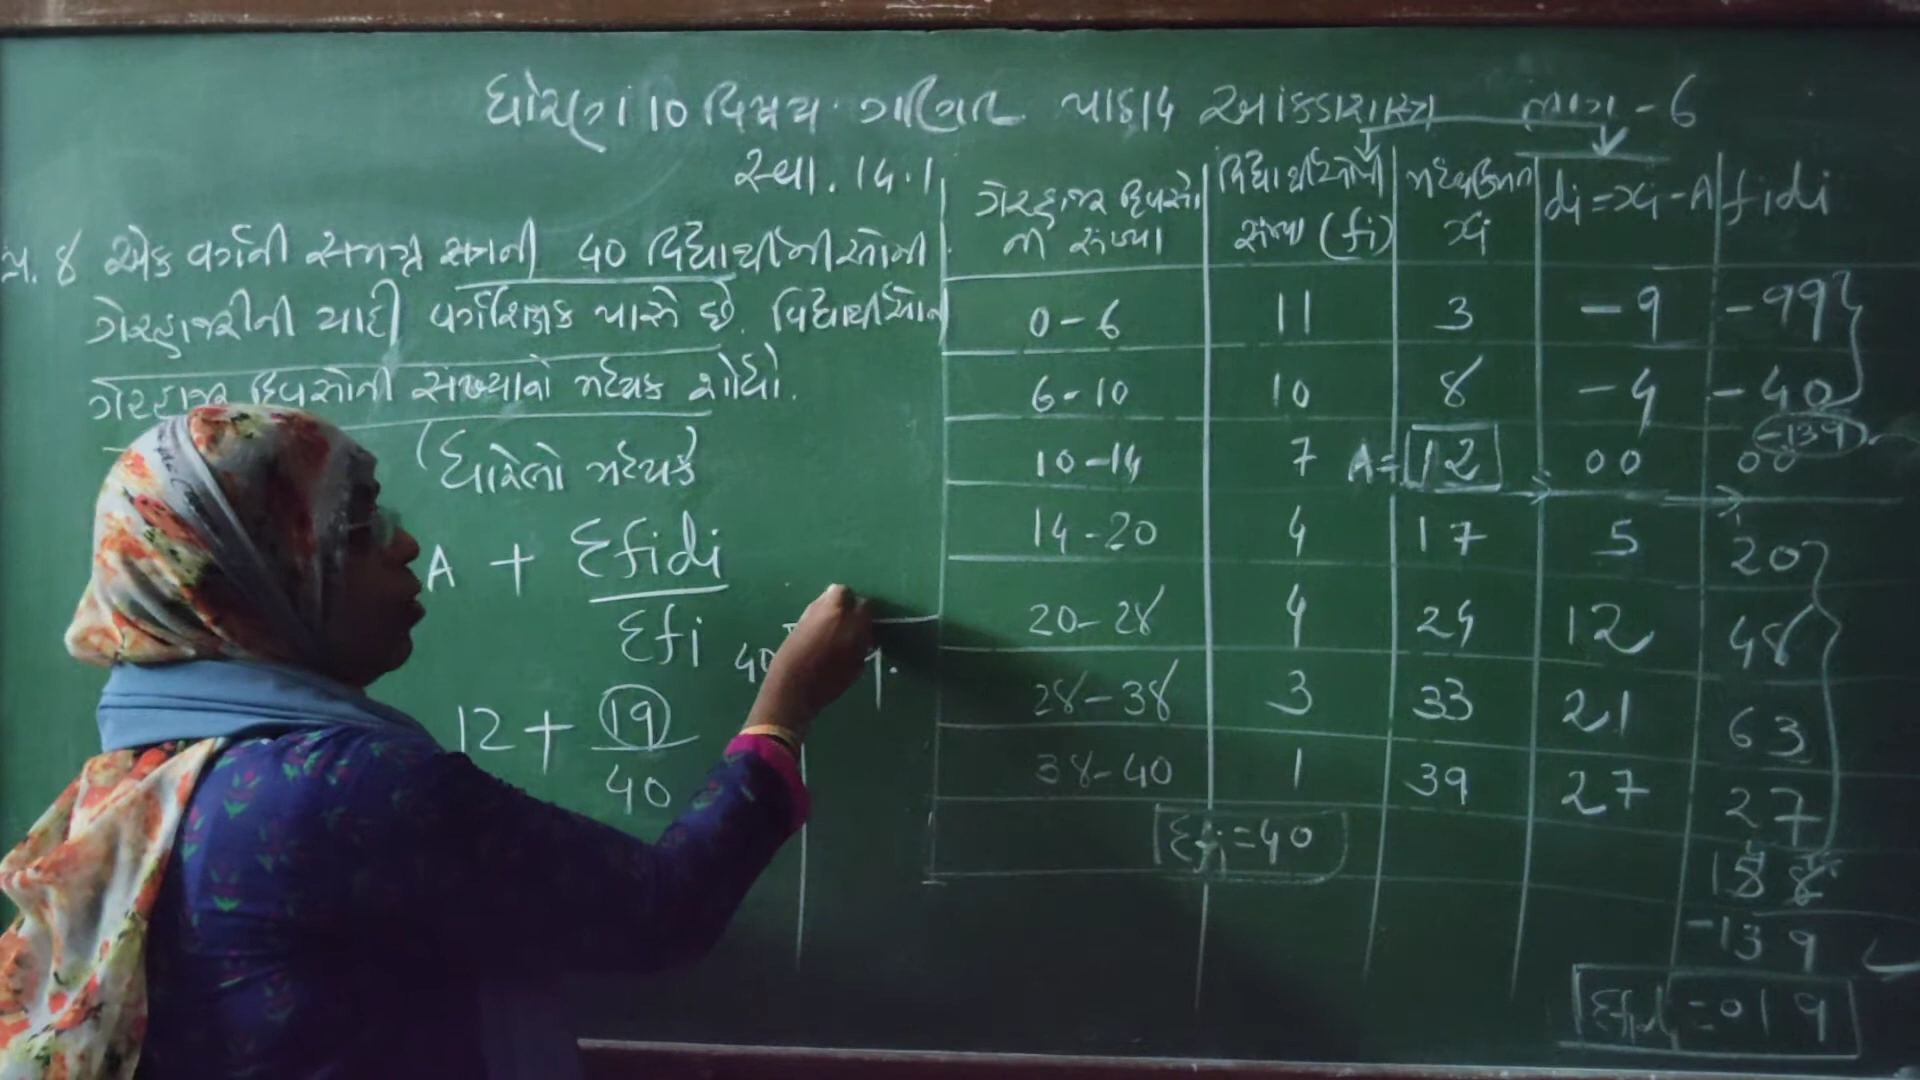 ધોરણ 10 વિષય. ગણિત પાઠ 14 આંકડાશાસ્ત્ર ભાગ - 6
સ્વા. 14.1
પ્ર. 8 એક વર્ગની સમગ્ર સત્રની 40 વિદ્યાર્થીનીઓની
ગેરહાજરીની યાદી વર્ગશિક્ષક પાસે છે. વિદ્યાર્થીઓના
ગેરહાજર દિવસોની સંખ્યાનો મધ્યક શોધો.
(ધારેલો મધ્યક
A + Σfidi
Σfi
12 + 19
40
40
ગેરહાજર દિવસો ની સંખ્યા | વિદ્યાર્થીઓની સંખ્યા (fi) | મધ્યકિંમત xi | di = xi - A | fidi
0 - 6 11 3 - 9 - 99
6 - 10 10 8 - 4 - 40
-139
10 - 14 7 A = 12 00 00
14 - 20 4 17 5 20
20 - 28 4 24 12 48
28 - 38 3 33 21 63
38 - 40 1 39 27 27
Σfi = 40
158
-139
Σfidi = 019